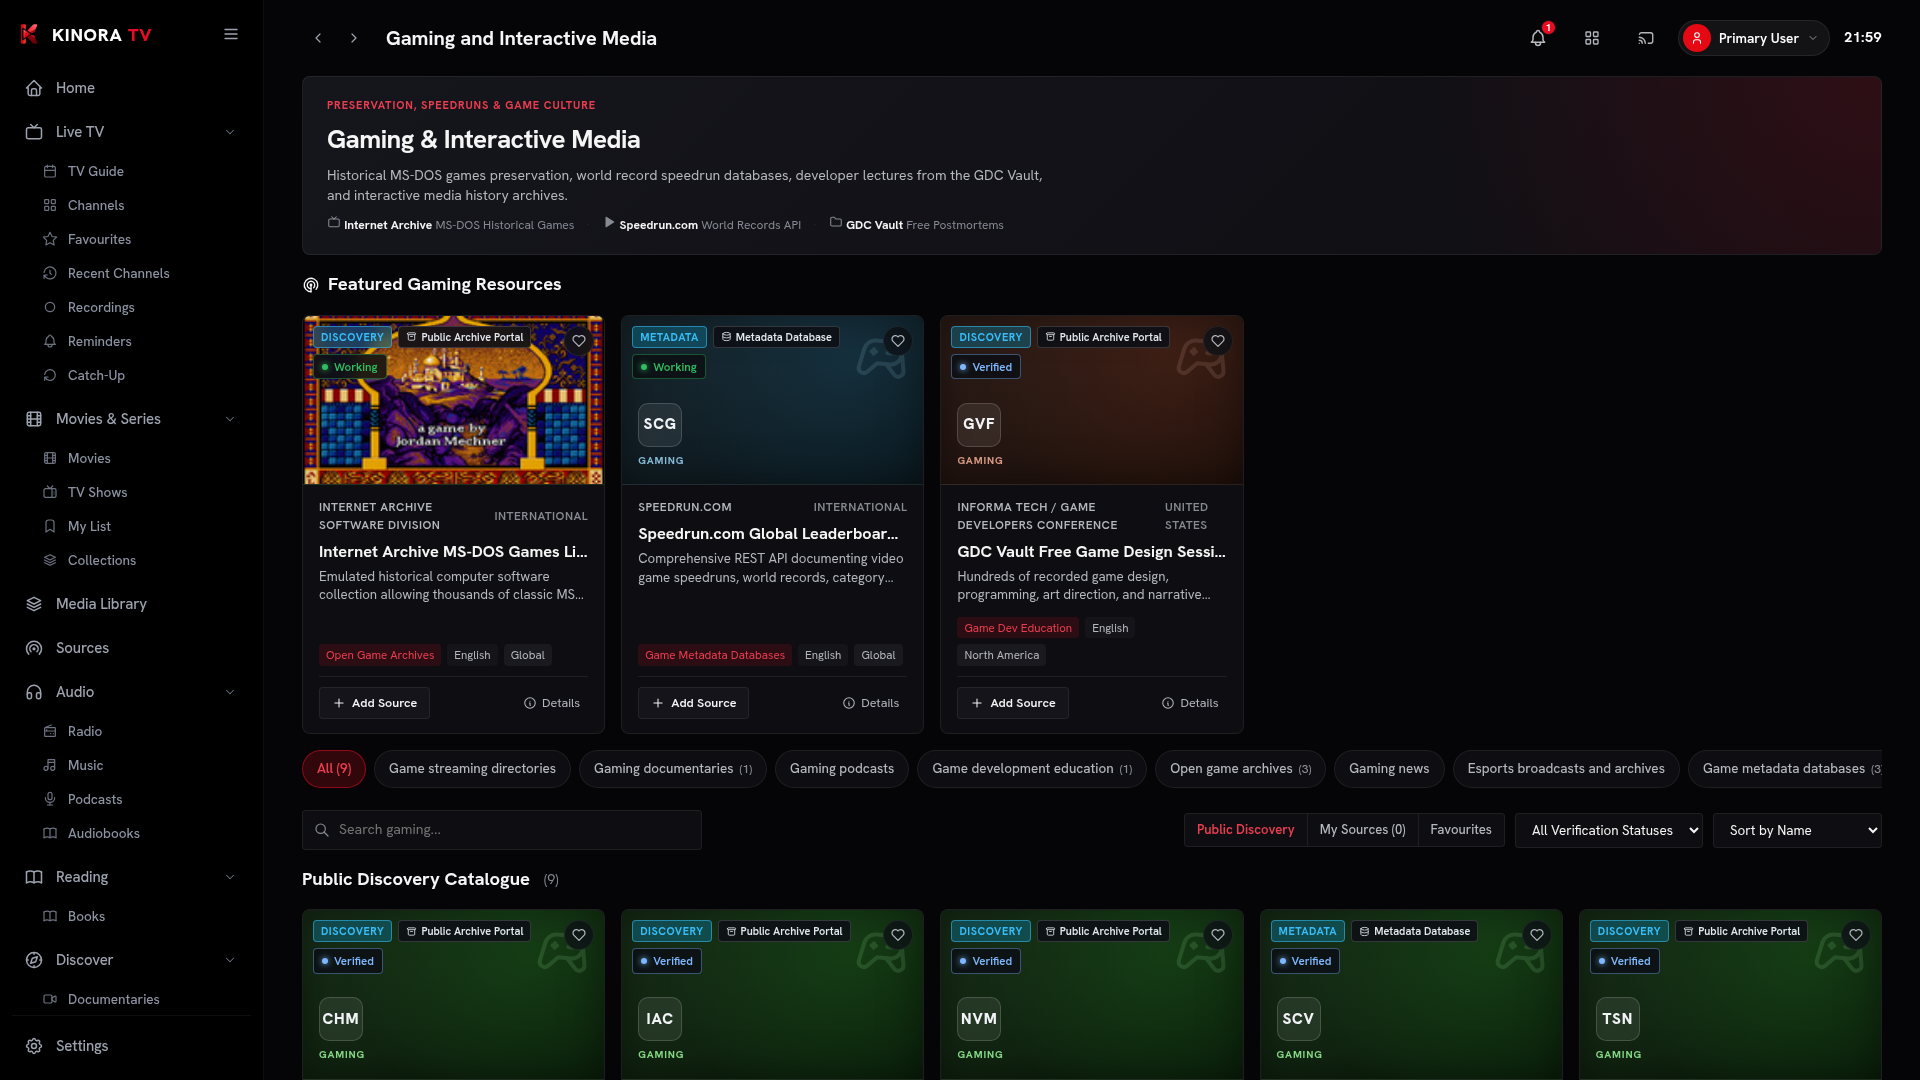 KINORA TV
Home
Live TV
TV Guide
Channels
Favourites
Recent Channels
Recordings
Reminders
Catch-Up
Movies & Series
Movies
TV Shows
My List
Collections
Media Library
Sources
Audio
Radio
Music
Podcasts
Audiobooks
Reading
Books
Discover
Documentaries
Settings
Gaming and Interactive Media
1
Primary User
21:59
PRESERVATION, SPEEDRUNS & GAME CULTURE
Gaming & Interactive Media
Historical MS-DOS games preservation, world record speedrun databases, developer lectures from the GDC Vault,
and interactive media history archives.
Internet Archive MS-DOS Historical Games · Speedrun.com World Records API · GDC Vault Free Postmortems
Featured Gaming Resources
DISCOVERY Public Archive Portal
Working
a game by
Jordan Mechner
INTERNET ARCHIVE
SOFTWARE DIVISION
INTERNATIONAL
Internet Archive MS-DOS Games Li...
Emulated historical computer software
collection allowing thousands of classic MS...
Open Game Archives English Global
Add Source Details
METADATA Metadata Database
Working
SCG
GAMING
SPEEDRUN.COM INTERNATIONAL
Speedrun.com Global Leaderboar...
Comprehensive REST API documenting video
game speedruns, world records, category...
Game Metadata Databases English Global
Add Source Details
DISCOVERY Public Archive Portal
Verified
GVF
GAMING
INFORMA TECH / GAME
DEVELOPERS CONFERENCE
UNITED
STATES
GDC Vault Free Game Design Sessi...
Hundreds of recorded game design,
programming, art direction, and narrative...
Game Dev Education English
North America
Add Source Details
All (9) Game streaming directories Gaming documentaries (1) Gaming podcasts Game development education (1) Open game archives (3) Gaming news Esports broadcasts and archives Game metadata databases (3)
Search gaming...
Public Discovery My Sources (0) Favourites All Verification Statuses Sort by Name
Public Discovery Catalogue (9)
DISCOVERY Public Archive Portal
Verified
CHM
GAMING
DISCOVERY Public Archive Portal
Verified
IAC
GAMING
DISCOVERY Public Archive Portal
Verified
NVM
GAMING
METADATA Metadata Database
Verified
SCV
GAMING
DISCOVERY Public Archive Portal
Verified
TSN
GAMING